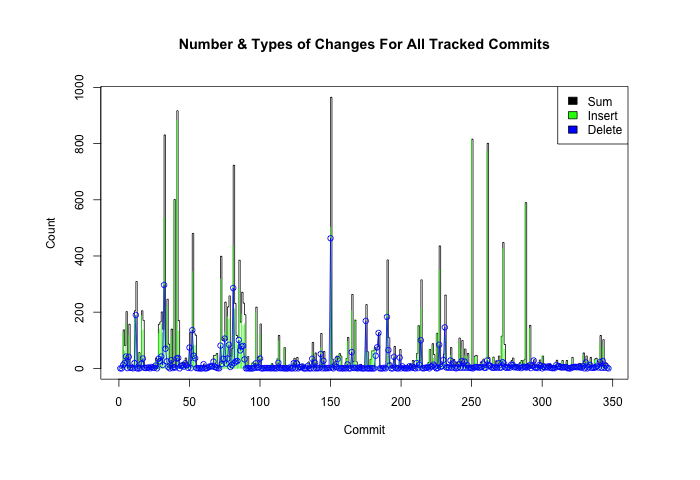 Number & Types of Changes For All Tracked Commits
1000
800
600
400
200
0
Count
Sum
Insert
Delete
0 50 100 150 200 250 300 350
Commit